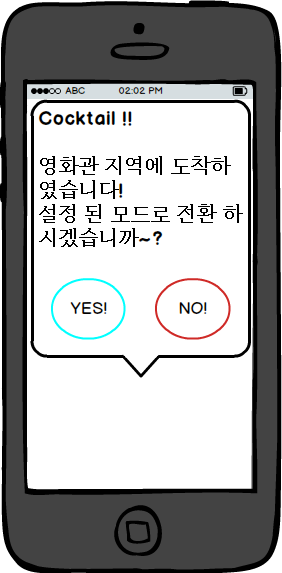 ABC 02:02 PM
Cocktail !!
영화관 지역에 도착하
였습니다!
설정 된 모드로 전환 하
시겠습니까~?
YES! NO!